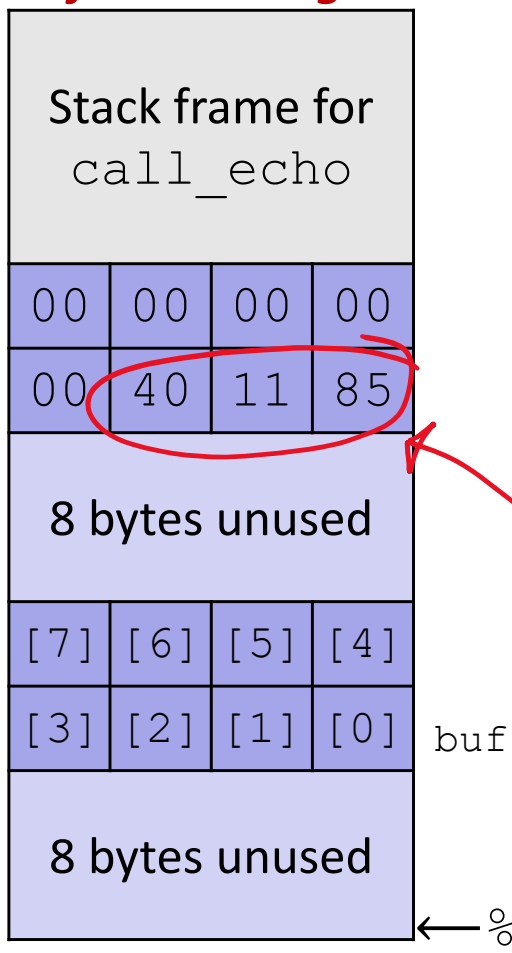 Stack frame for
call_echo
00 00 00 00
00 40 11 85
8 bytes unused
[7] [6] [5] [4]
[3] [2] [1] [0] buf
8 bytes unused
←%